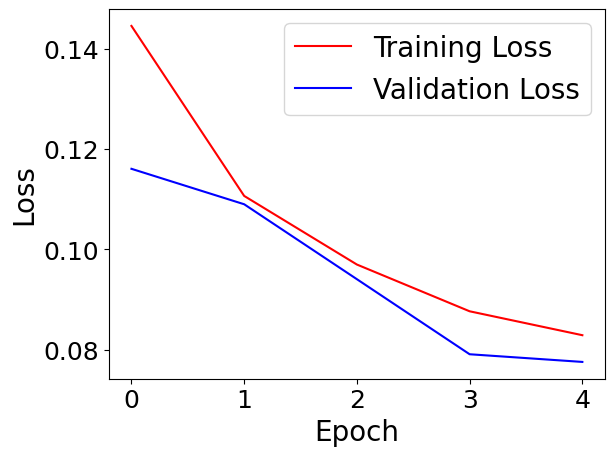 0.14
0.12
0.10
0.08
Loss
Training Loss
Validation Loss
0 1 2 3 4
Epoch